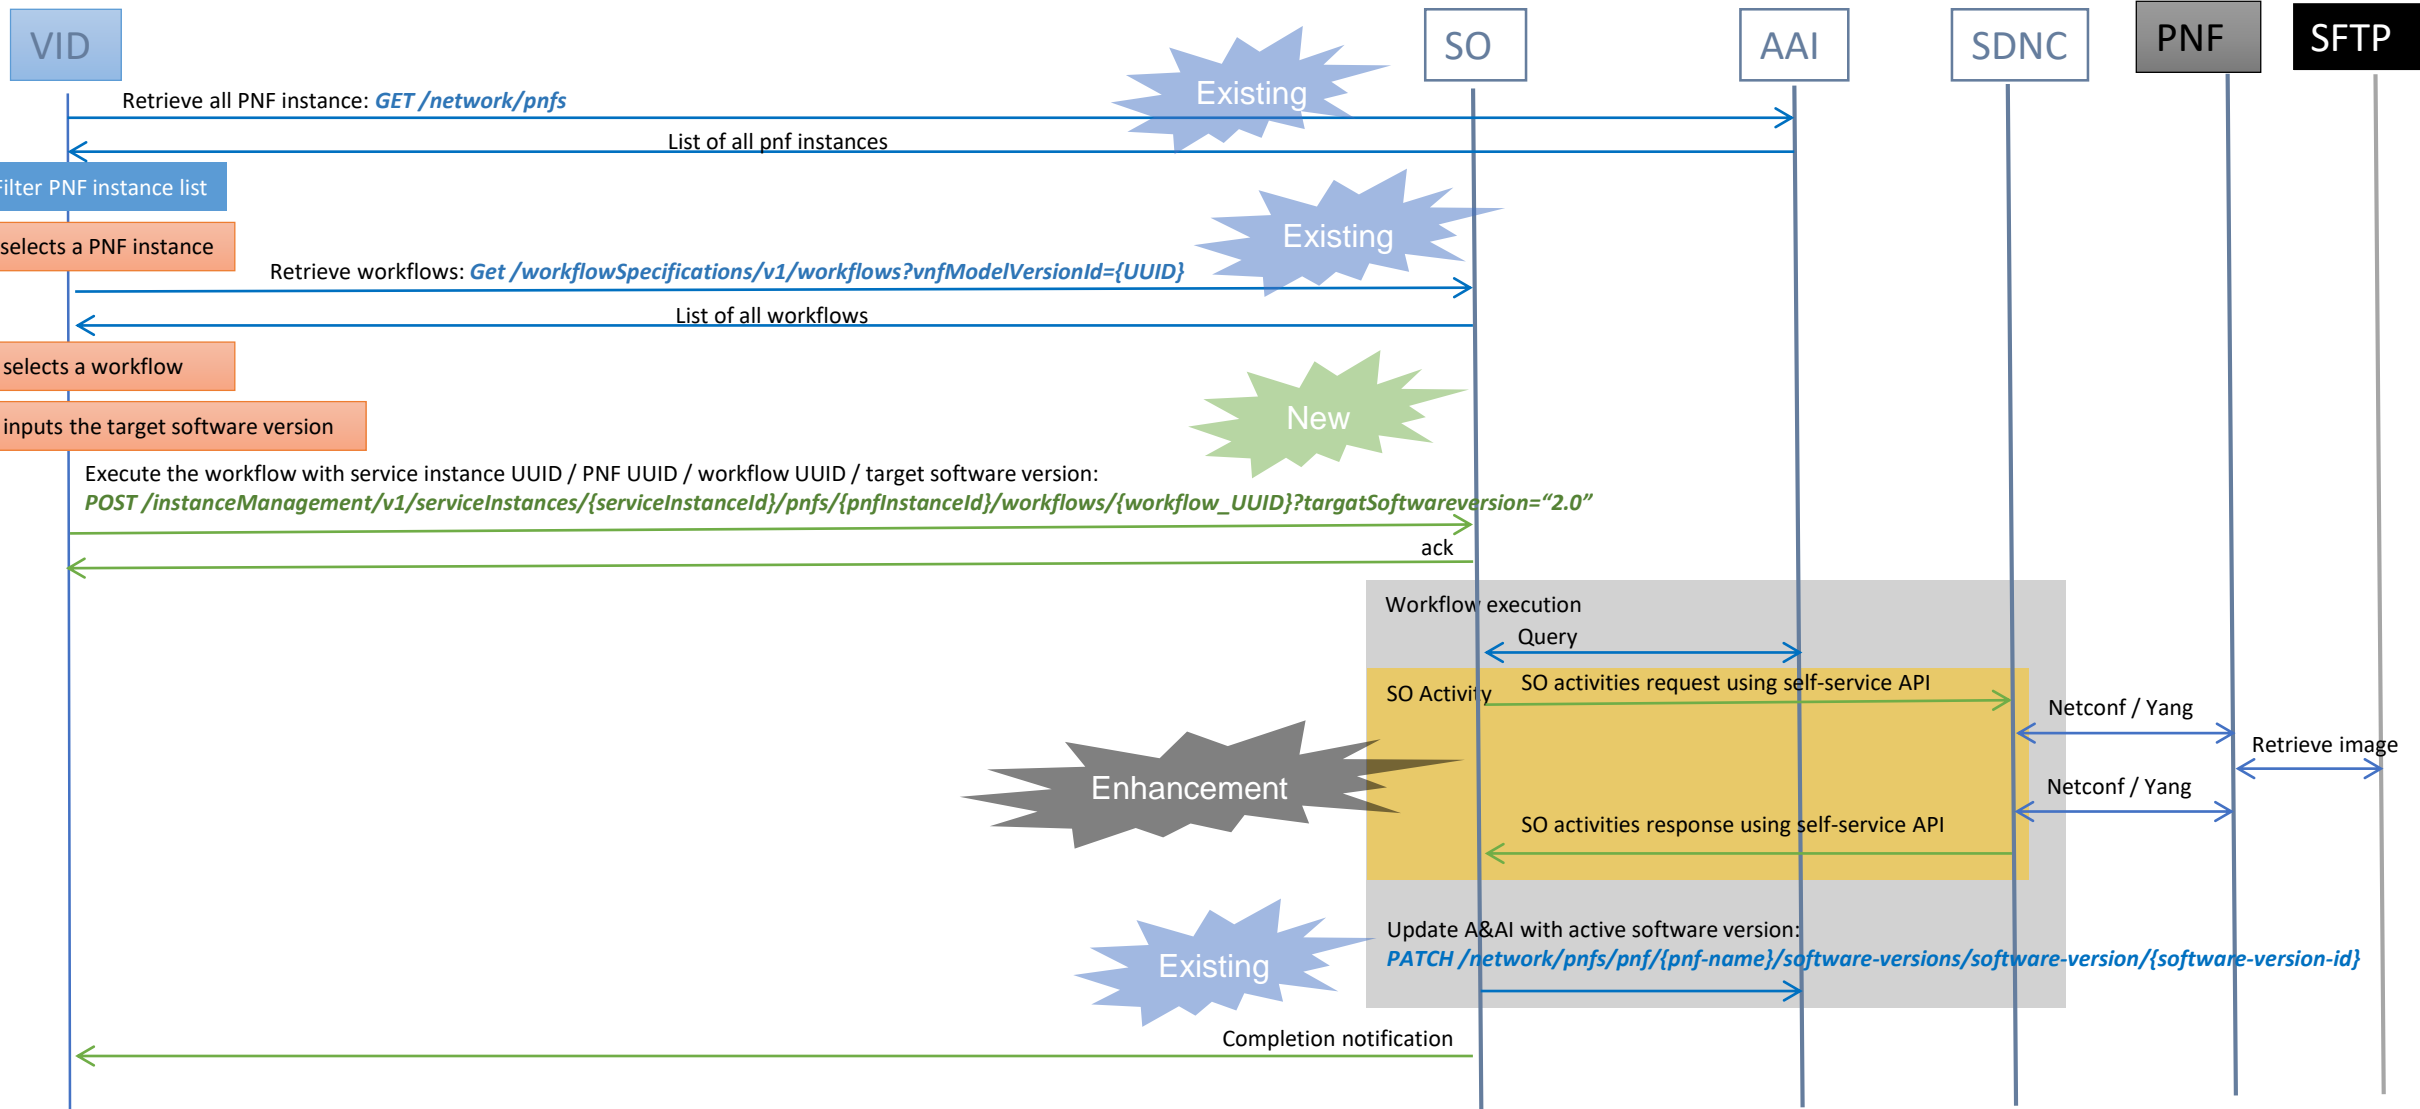 VID
SO
AAI
SDNC
PNF
SFTP
Existing
Retrieve all PNF instance: GET /network/pnfs
List of all pnf instances
Filter PNF instance list
selects a PNF instance
Existing
Retrieve workflows: Get /workflowSpecifications/v1/workflows?vnfModelVersionId={UUID}
List of all workflows
selects a workflow
New
inputs the target software version
Execute the workflow with service instance UUID / PNF UUID / workflow UUID / target software version:
POST /instanceManagement/v1/serviceInstances/{serviceInstanceId}/pnfs/{pnfInstanceId}/workflows/{workflow_UUID}?targatSoftwareversion=“2.0”
ack
Workflow execution
Query
SO Activity
SO activities request using self-service API
Netconf / Yang
Retrieve image
Enhancement
Netconf / Yang
SO activities response using self-service API
Update A&AI with active software version:
PATCH /network/pnfs/pnf/{pnf-name}/software-versions/software-version/{software-version-id}
Existing
Completion notification